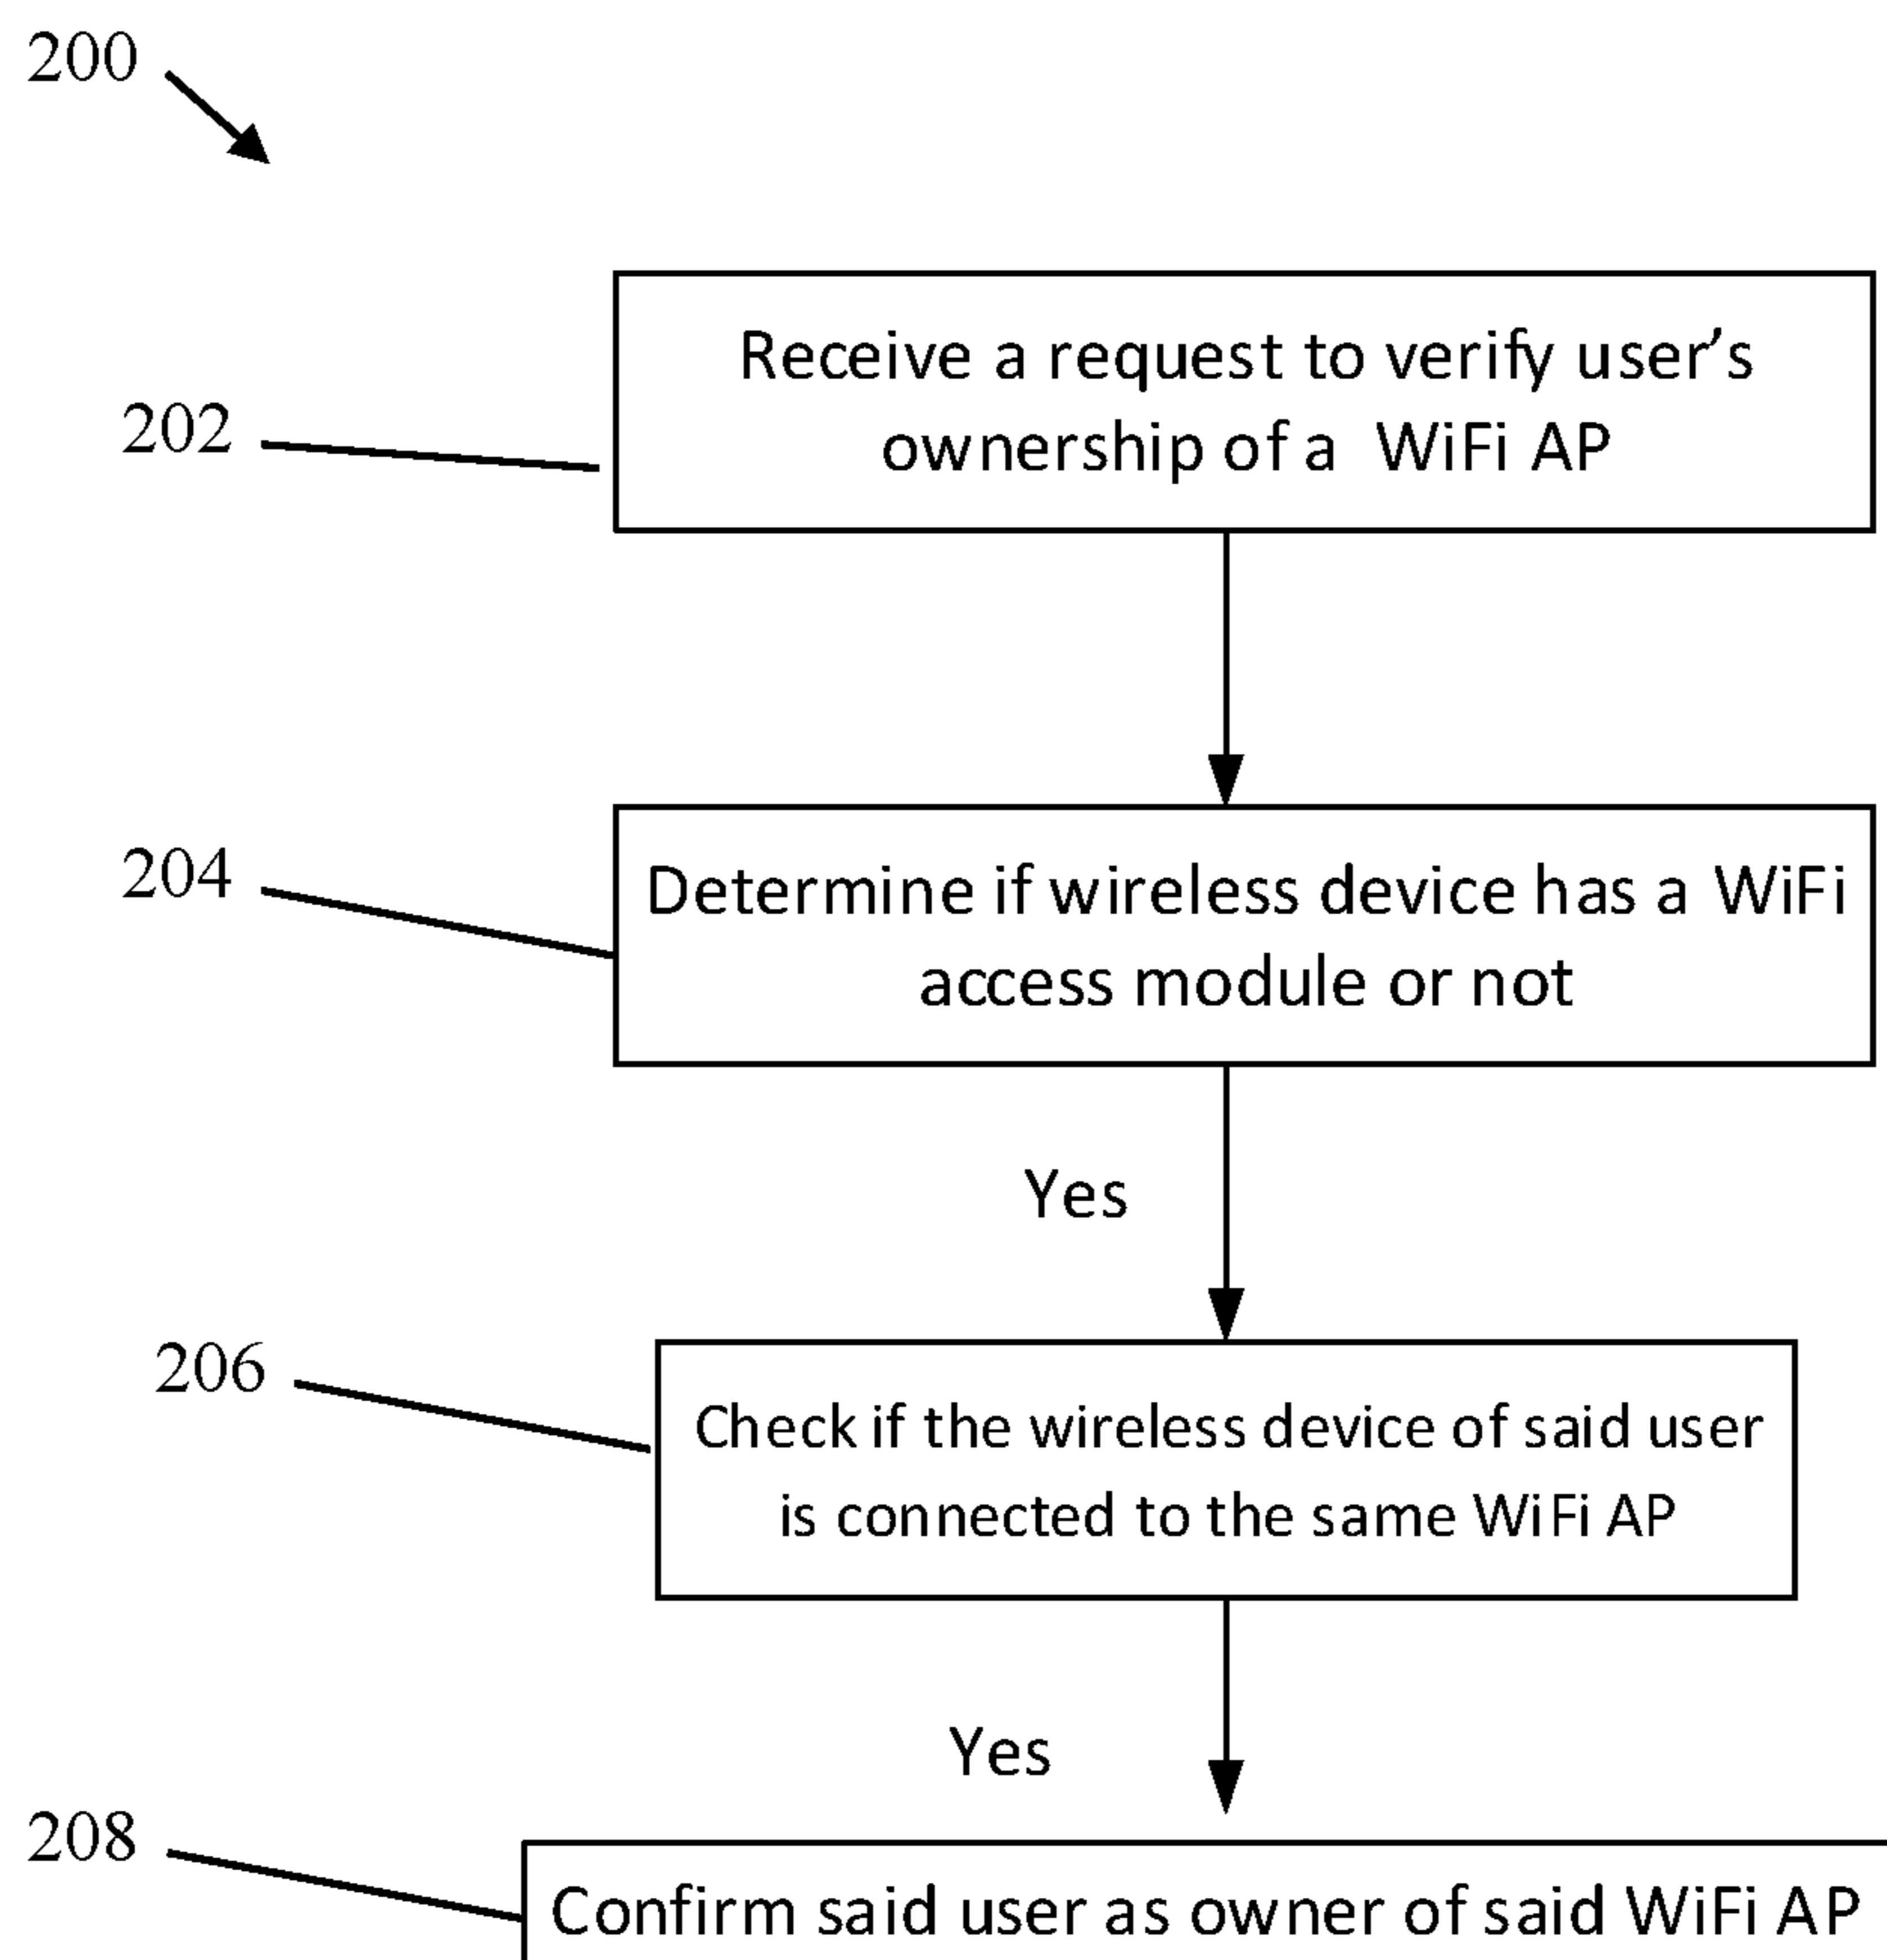 200
202
Receive a request to verify user’s
ownership of a WiFi AP
204
Determine if wireless device has a WiFi
access module or not
Yes
206
Check if the wireless device of said user
is connected to the same WiFi AP
Yes
208
Confirm said user as owner of said WiFi AP